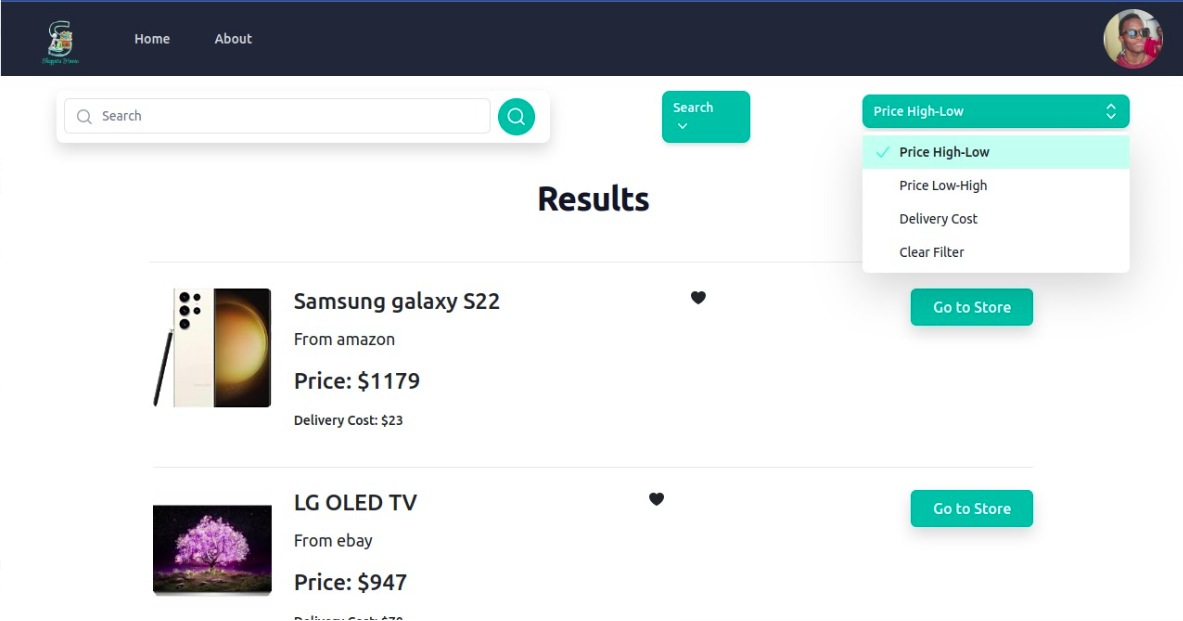 Home
About
Search
Search
Price High-Low
Price High-Low
Price Low-High
Delivery Cost
Clear Filter
Results
Samsung galaxy S22
From amazon
Price: $1179
Delivery Cost: $23
Go to Store
LG OLED TV
From ebay
Price: $947
Go to Store